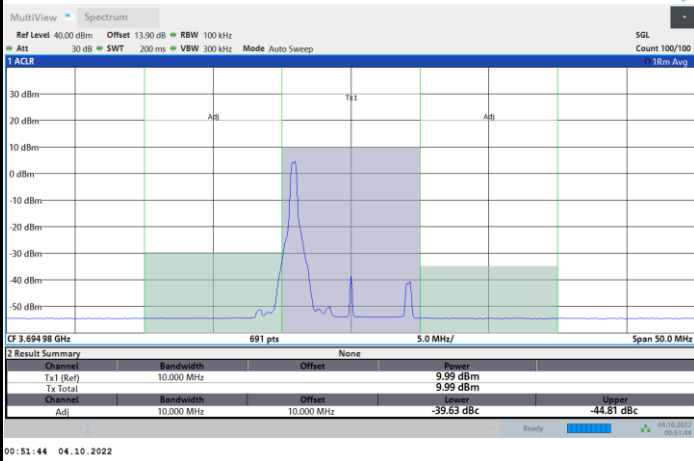 MultiView Spectrum
Ref Level 40.00 dBm Offset 13.90 dB RBW 100 kHz SGL
Att 30 dB SWT 200 ms VBW 300 kHz Mode Auto Sweep Count 100/100
1 ACLR 1Rm Avg
30 dBm
Tx1
20 dBm
Adj Adj
10 dBm
0 dBm
-10 dBm
-20 dBm
-30 dBm
-40 dBm
-50 dBm
CF 3.69498 GHz 691 pts 5.0 MHz/ Span 50.0 MHz
2 Result Summary None
Channel Bandwidth Offset Power
Tx1 (Ref) 10.000 MHz 9.99 dBm
Tx Total 9.99 dBm
Channel Bandwidth Offset Lower Upper
Adj 10.000 MHz 10.000 MHz -39.63 dBc -44.81 dBc
Ready 04.10.2022
00:51:44
00:51:44 04.10.2022